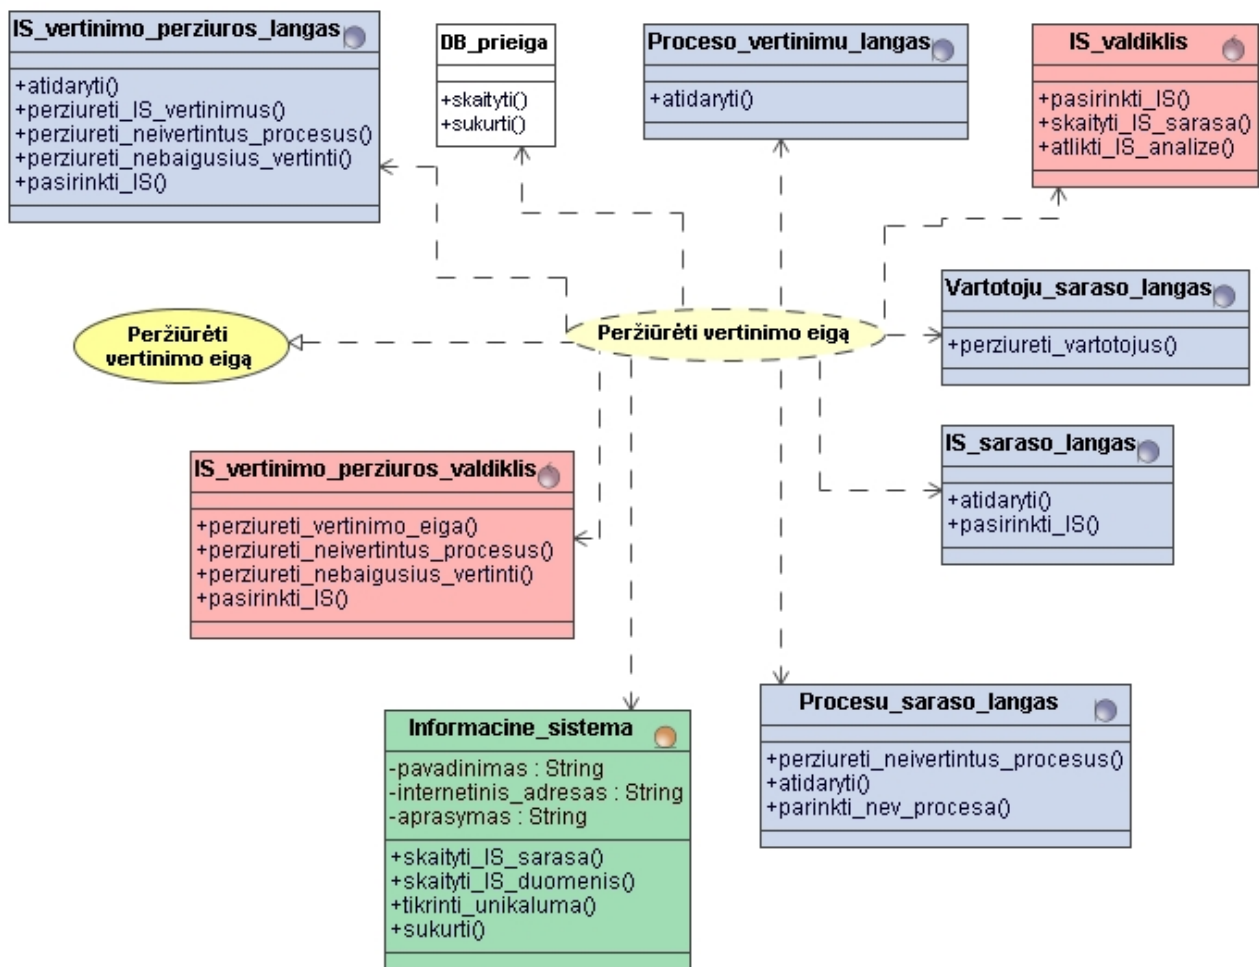 IS_vertinimo_perziuros_langas
+atidaryti()
+perziureti_IS_vertinimus()
+perziureti_neivertintus_procesus()
+perziureti_nebaigusius_vertinti()
+pasirinkti_IS()
DB_prieiga
+skaityti()
+sukurti()
Proceso_vertinimu_langas
+atidaryti()
IS_valdiklis
+pasirinkti_IS()
+skaityti_IS_sarasa()
+atlikti_IS_analize()
Vartotoju_saraso_langas
+perziureti_vartotojus()
Peržiūrėti
vertinimo eigą
Peržiūrėti vertinimo eigą
IS_saraso_langas
+atidaryti()
+pasirinkti_IS()
IS_vertinimo_perziuros_valdiklis
+perziureti_vertinimo_eiga()
+perziureti_neivertintus_procesus()
+perziureti_nebaigusius_vertinti()
+pasirinkti_IS()
Procesu_saraso_langas
+perziureti_neivertintus_procesus()
+atidaryti()
+parinkti_nev_procesa()
Informacine_sistema
-pavadinimas : String
-internetinis_adresas : String
-aprasymas : String
+skaityti_IS_sarasa()
+skaityti_IS_duomenis()
+tikrinti_unikaluma()
+sukurti()